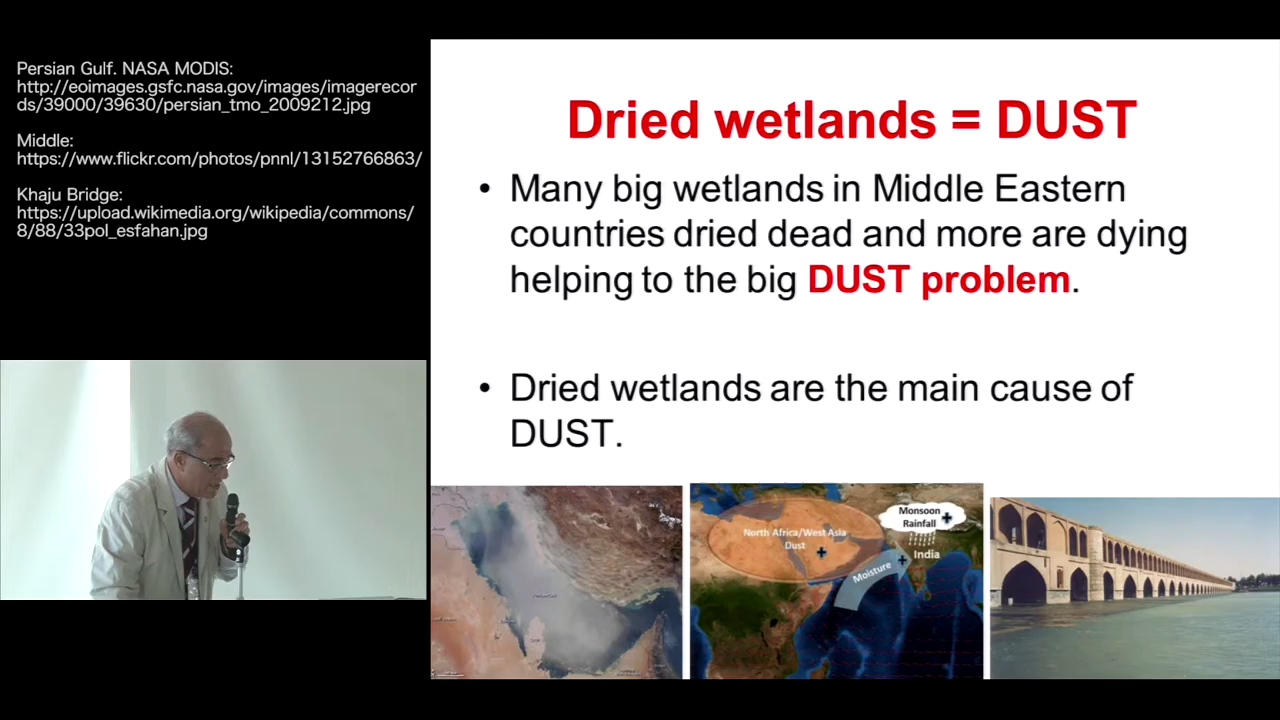 Persian Gulf. NASA MODIS:
http://eoimages.gsfc.nasa.gov/images/imagerecor
ds/39000/39630/persian_tmo_2009212.jpg
Middle:
https://www.flickr.com/photos/pnnl/13152766863/
Khaju Bridge:
https://upload.wikimedia.org/wikipedia/commons/
8/88/33pol_esfahan.jpg
Dried wetlands = DUST
• Many big wetlands in Middle Eastern
countries dried dead and more are dying
helping to the big DUST problem.
• Dried wetlands are the main cause of
DUST.
North Africa/West Asia
Dust
Monsoon
Rainfall
India
Moisture